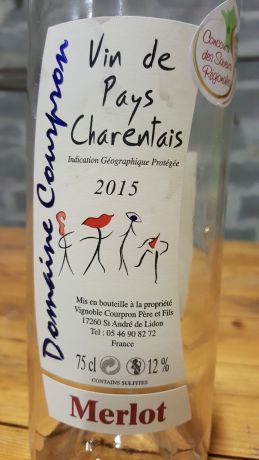 Domaine Courpron
Vin de
Pays
Charentais
Indication Géographique Protégée
2015
Mis en bouteille à la propriété
Vignoble Courpron Père et Fils
17260 St André de Lidon
Tel : 05 46 90 82 72
France
75 cl
12 %
CONTAINS SULFITES
Merlot
Concours
des Saveurs
Régionales